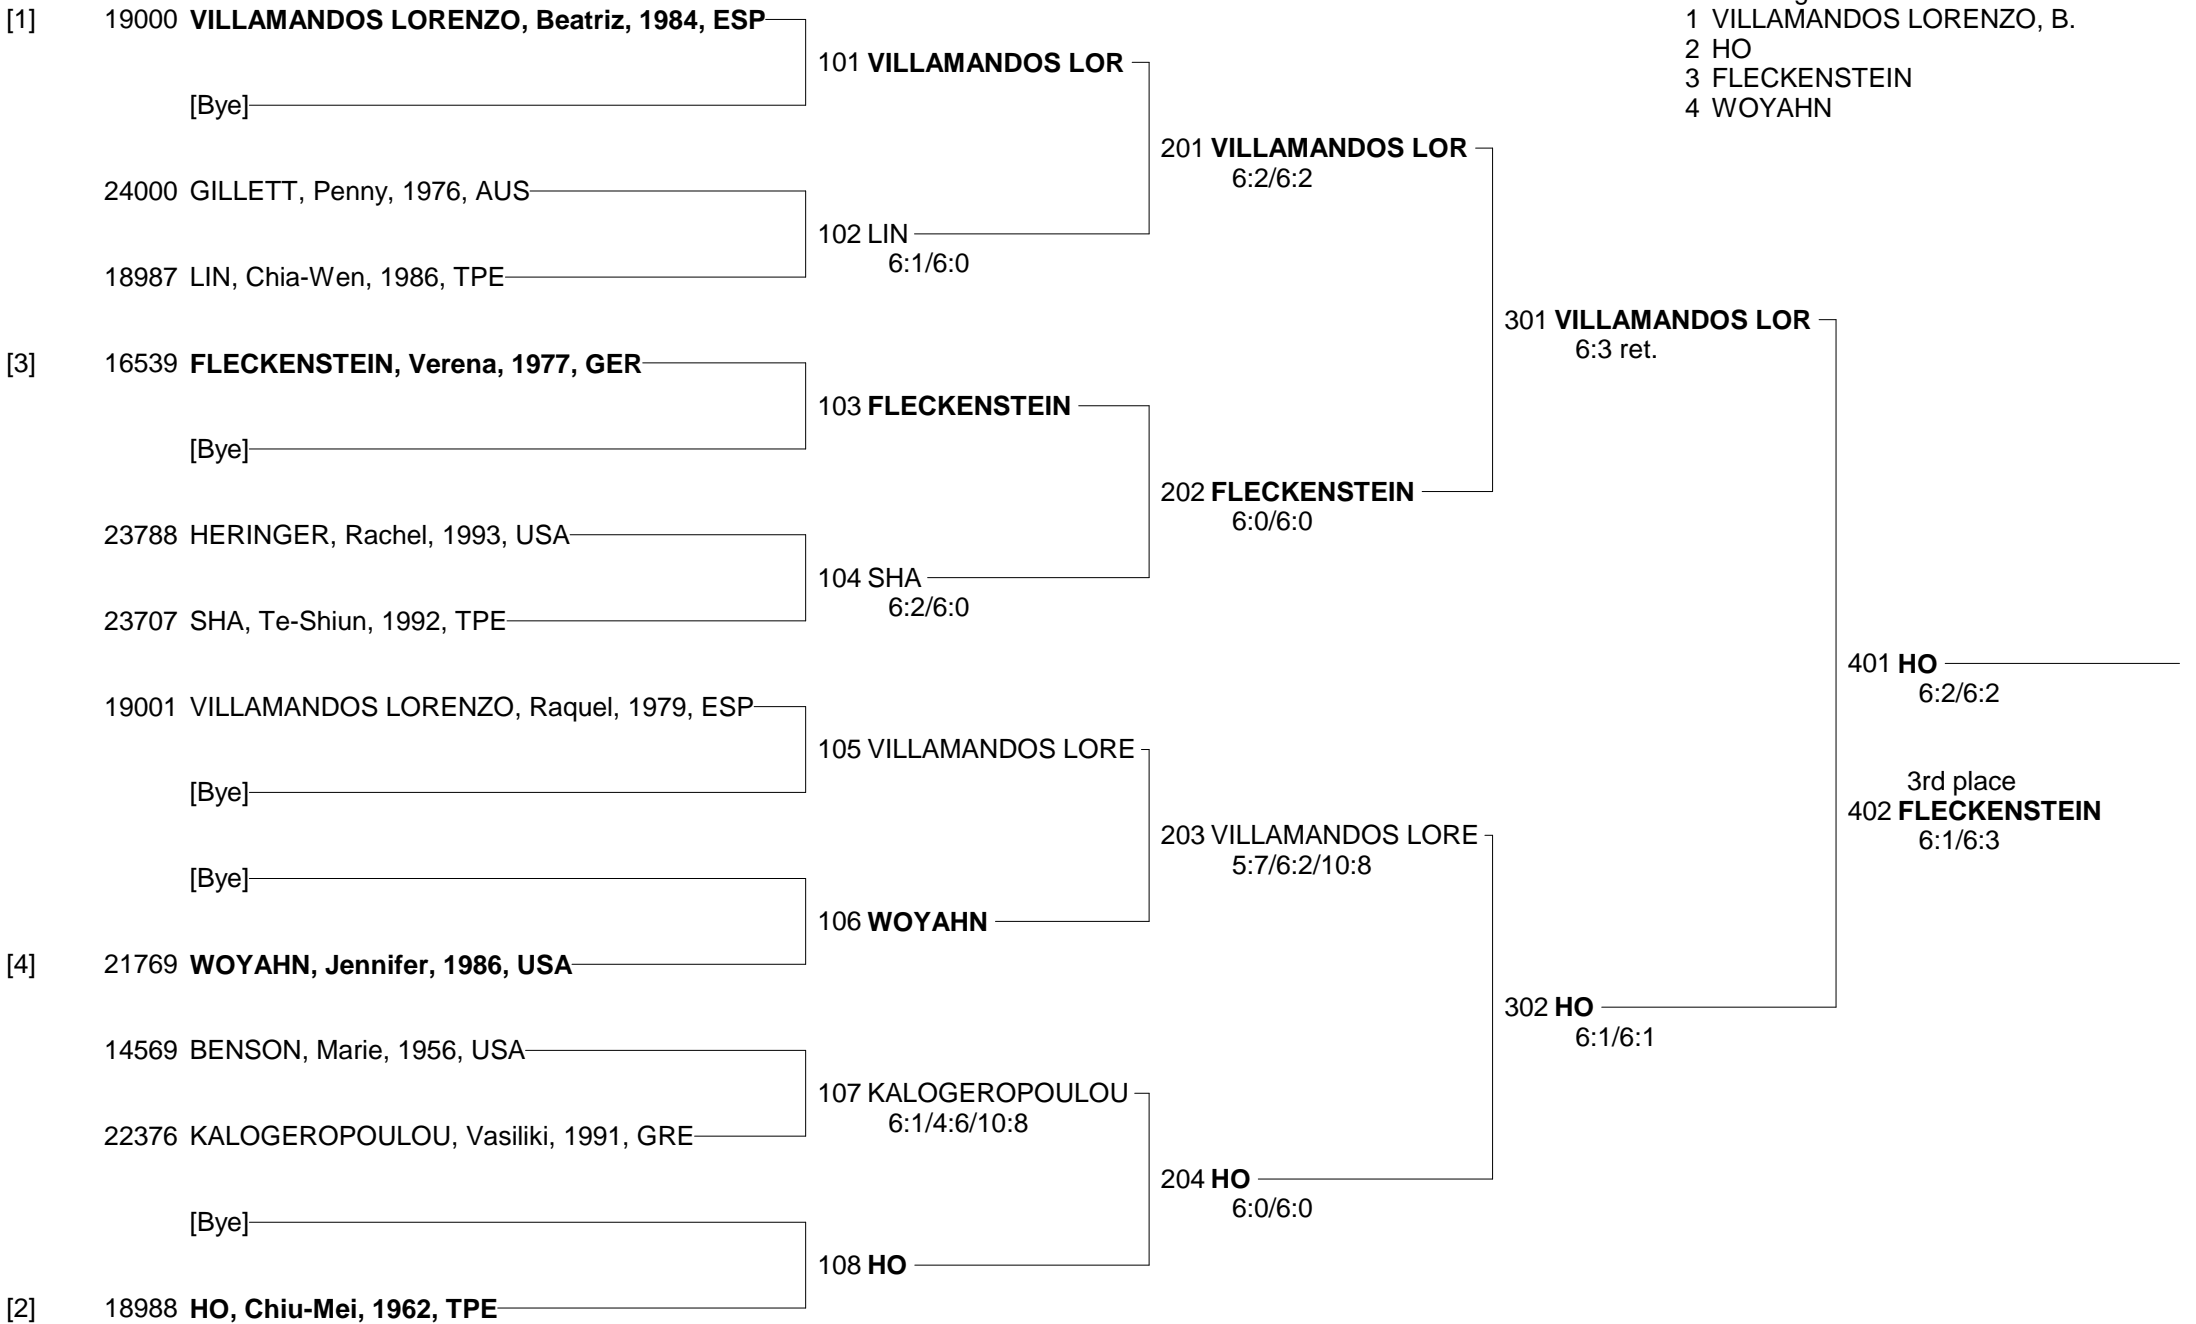 [1] 19000 VILLAMANDOS LORENZO, Beatriz, 1984, ESP
[Bye]
24000 GILLETT, Penny, 1976, AUS
18987 LIN, Chia-Wen, 1986, TPE
[3] 16539 FLECKENSTEIN, Verena, 1977, GER
[Bye]
23788 HERINGER, Rachel, 1993, USA
23707 SHA, Te-Shiun, 1992, TPE
19001 VILLAMANDOS LORENZO, Raquel, 1979, ESP
[Bye]
[Bye]
[4] 21769 WOYAHN, Jennifer, 1986, USA
14569 BENSON, Marie, 1956, USA
22376 KALOGEROPOULOU, Vasiliki, 1991, GRE
[Bye]
[2] 18988 HO, Chiu-Mei, 1962, TPE
101 VILLAMANDOS LOR
102 LIN
6:1/6:0
103 FLECKENSTEIN
104 SHA
6:2/6:0
105 VILLAMANDOS LORE
106 WOYAHN
107 KALOGEROPOULOU
6:1/4:6/10:8
108 HO
201 VILLAMANDOS LOR
6:2/6:2
202 FLECKENSTEIN
6:0/6:0
203 VILLAMANDOS LORE
5:7/6:2/10:8
204 HO
6:0/6:0
301 VILLAMANDOS LOR
6:3 ret.
302 HO
6:1/6:1
401 HO
6:2/6:2
3rd place
402 FLECKENSTEIN
6:1/6:3
1 VILLAMANDOS LORENZO, B.
2 HO
3 FLECKENSTEIN
4 WOYAHN